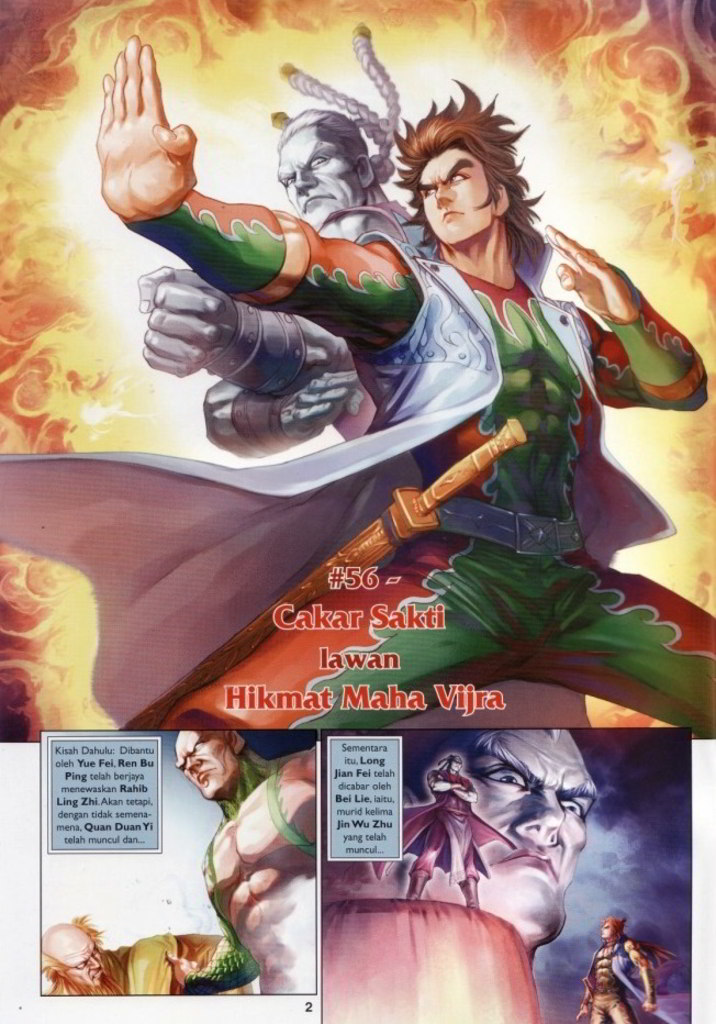 #56 -
Cakar Sakti
lawan
Hikmat Maha Vijra
Kisah Dahulu: Dibantu
oleh Yue Fei, Ren Bu
Ping telah berjaya
menewaskan Rahib
Ling Zhi. Akan tetapi,
dengan tidak semena-
mena, Quan Duan Yi
telah muncul dan...
Sementara
itu, Long
Jian Fei telah
dicabar oleh
Bei Lie, iaitu,
murid kelima
Jin Wu Zhu
yang telah
muncul...
2